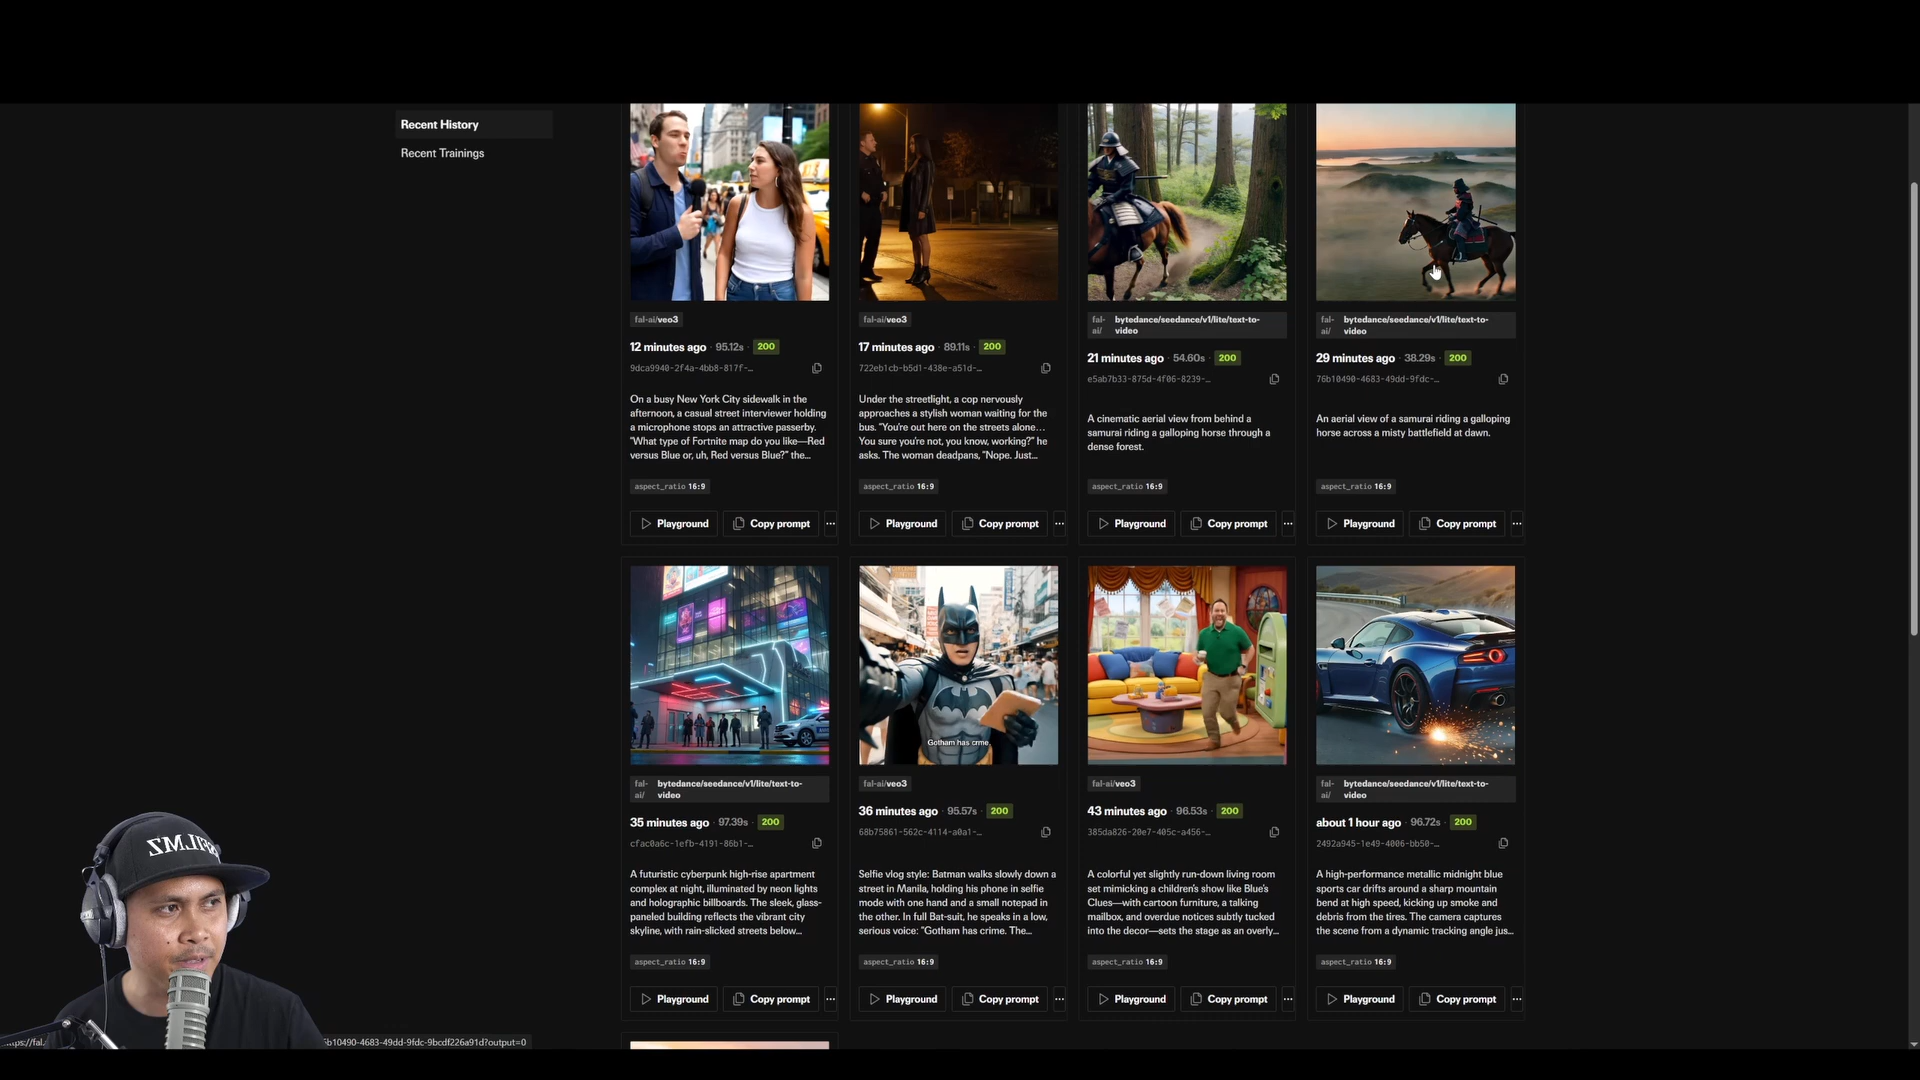 Recent History
Recent Trainings
fal-ai/veo3
12 minutes ago · 95.12s · 200
9dca9940-2f4a-4bb8-817f-…
On a busy New York City sidewalk in the
afternoon, a casual street interviewer holding
a microphone stops an attractive passerby.
"What type of Fortnite map do you like—Red
versus Blue or, uh, Red versus Blue?" the...
aspect_ratio 16:9
Playground
Copy prompt
...
fal-ai/veo3
17 minutes ago · 89.11s · 200
722eb1cb-b5d1-438e-a51d-…
Under the streetlight, a cop nervously
approaches a stylish woman waiting for the
bus. "You're out here on the streets alone…
You sure you're not, you know, working?" he
asks. The woman deadpans, "Nope. Just...
aspect_ratio 16:9
Playground
Copy prompt
...
fal-ai/ bytedance/seedance/v1/lite/text-to-
video
21 minutes ago · 54.60s · 200
e5ab7b33-875d-4f06-8239-…
A cinematic aerial view from behind a
samurai riding a galloping horse through a
dense forest.
aspect_ratio 16:9
Playground
Copy prompt
...
fal-ai/ bytedance/seedance/v1/lite/text-to-
video
29 minutes ago · 38.29s · 200
76b10490-4683-49dd-9fdc-…
An aerial view of a samurai riding a galloping
horse across a misty battlefield at dawn.
aspect_ratio 16:9
Playground
Copy prompt
...
fal-ai/ bytedance/seedance/v1/lite/text-to-
video
35 minutes ago · 97.39s · 200
cfac0a6c-1efb-4191-86b1-…
A futuristic cyberpunk high-rise apartment
complex at night, illuminated by neon lights
and holographic billboards. The sleek, glass-
paneled building reflects the vibrant city
skyline, with rain-slicked streets below...
aspect_ratio 16:9
Playground
Copy prompt
...
Gotham has crme.
fal-ai/veo3
36 minutes ago · 95.57s · 200
68b75861-562c-4114-a0a1-…
Selfie vlog style: Batman walks slowly down a
street in Manila, holding his phone in selfie
mode with one hand and a small notepad in
the other. In full Bat-suit, he speaks in a low,
serious voice: "Gotham has crime. The...
aspect_ratio 16:9
Playground
Copy prompt
...
fal-ai/veo3
43 minutes ago · 96.53s · 200
385da826-20e7-405c-a456-…
A colorful yet slightly run-down living room
set mimicking a children's show like Blue's
Clues—with cartoon furniture, a talking
mailbox, and overdue notices subtly tucked
into the decor—sets the stage as an overly...
aspect_ratio 16:9
Playground
Copy prompt
...
fal-ai/ bytedance/seedance/v1/lite/text-to-
video
about 1 hour ago · 96.72s · 200
2492a945-1e49-4006-bb50-…
A high-performance metallic midnight blue
sports car drifts around a sharp mountain
bend at high speed, kicking up smoke and
debris from the tires. The camera captures
the scene from a dynamic tracking angle jus...
aspect_ratio 16:9
Playground
Copy prompt
...
b10490-4683-49dd-9fdc-9bcdf226a91d?output=0